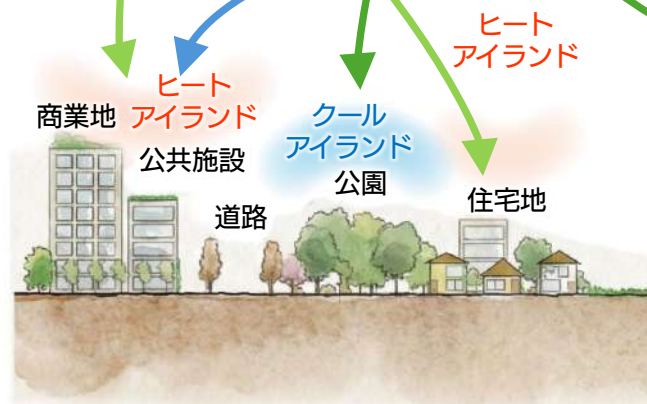 ヒート
アイランド
ヒート
商業地 アイランド
クール
アイランド
公共施設
公園
住宅地
道路